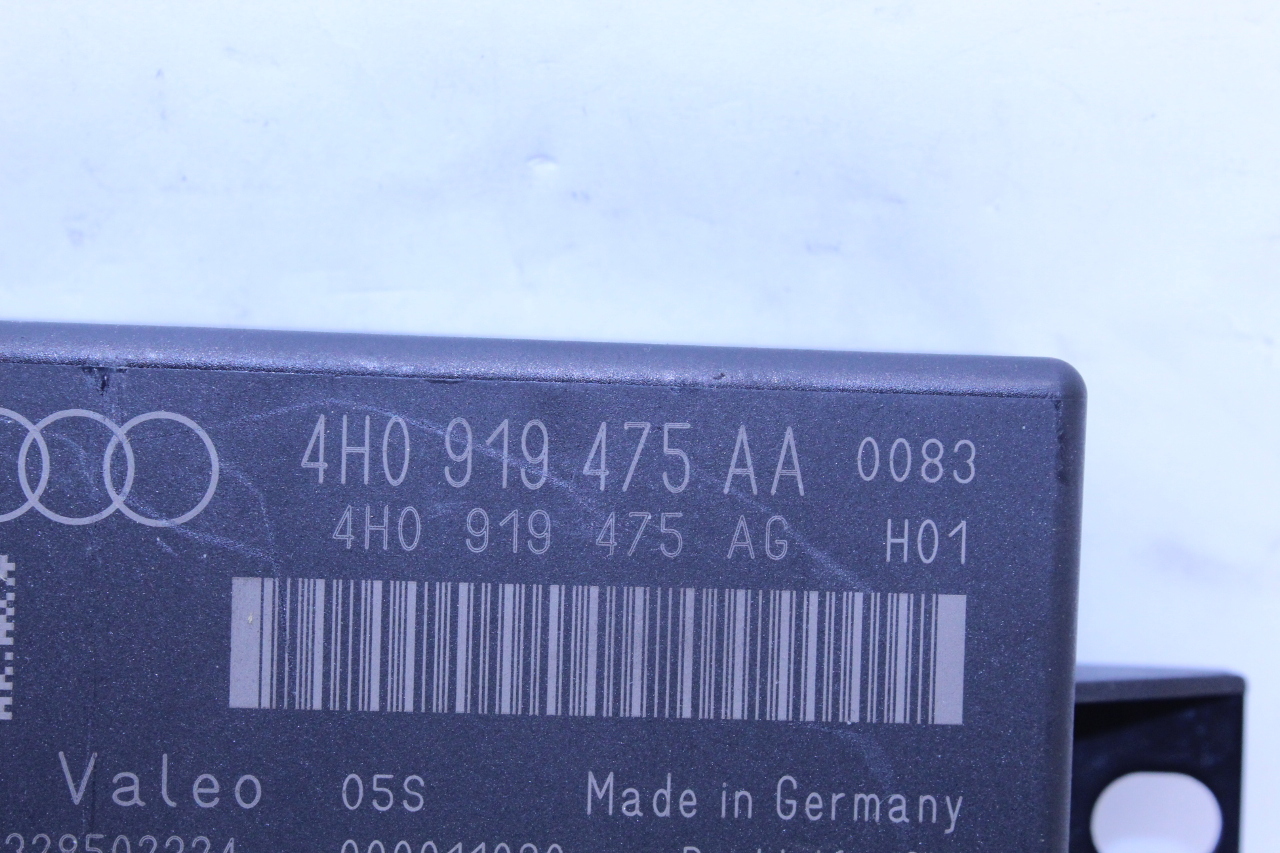 4H0 919 475 AA 0083
4H0 919 475 AG H01
Valeo 05S Made in Germany